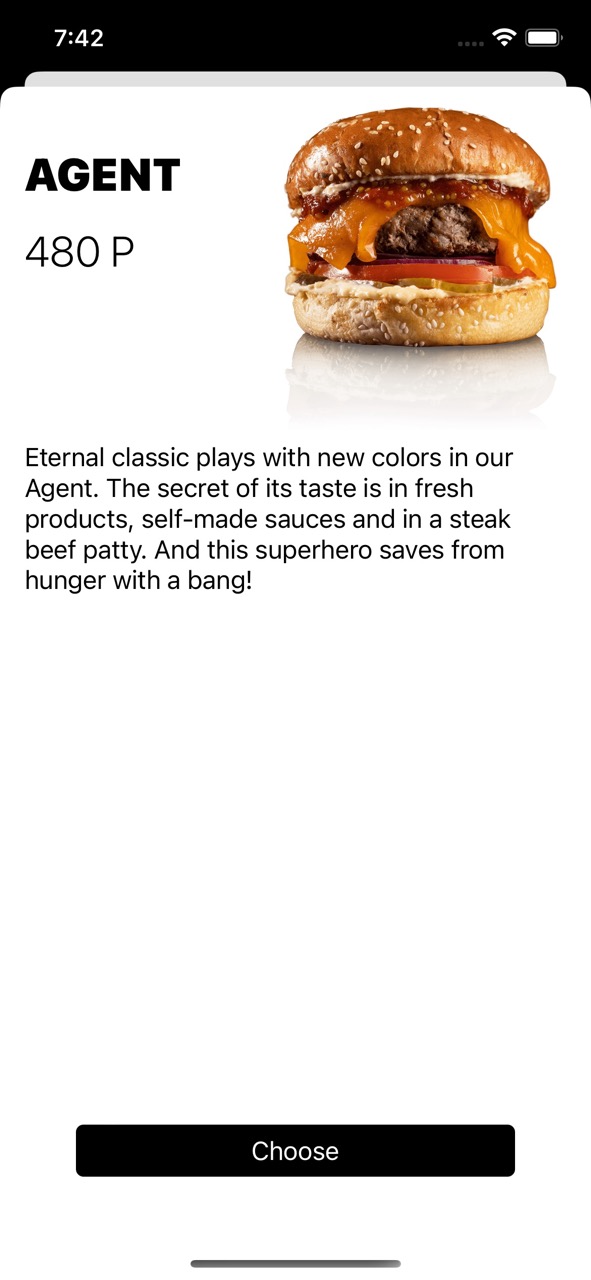 7:42
AGENT
480 P
Eternal classic plays with new colors in our
Agent. The secret of its taste is in fresh
products, self-made sauces and in a steak
beef patty. And this superhero saves from
hunger with a bang!
Choose